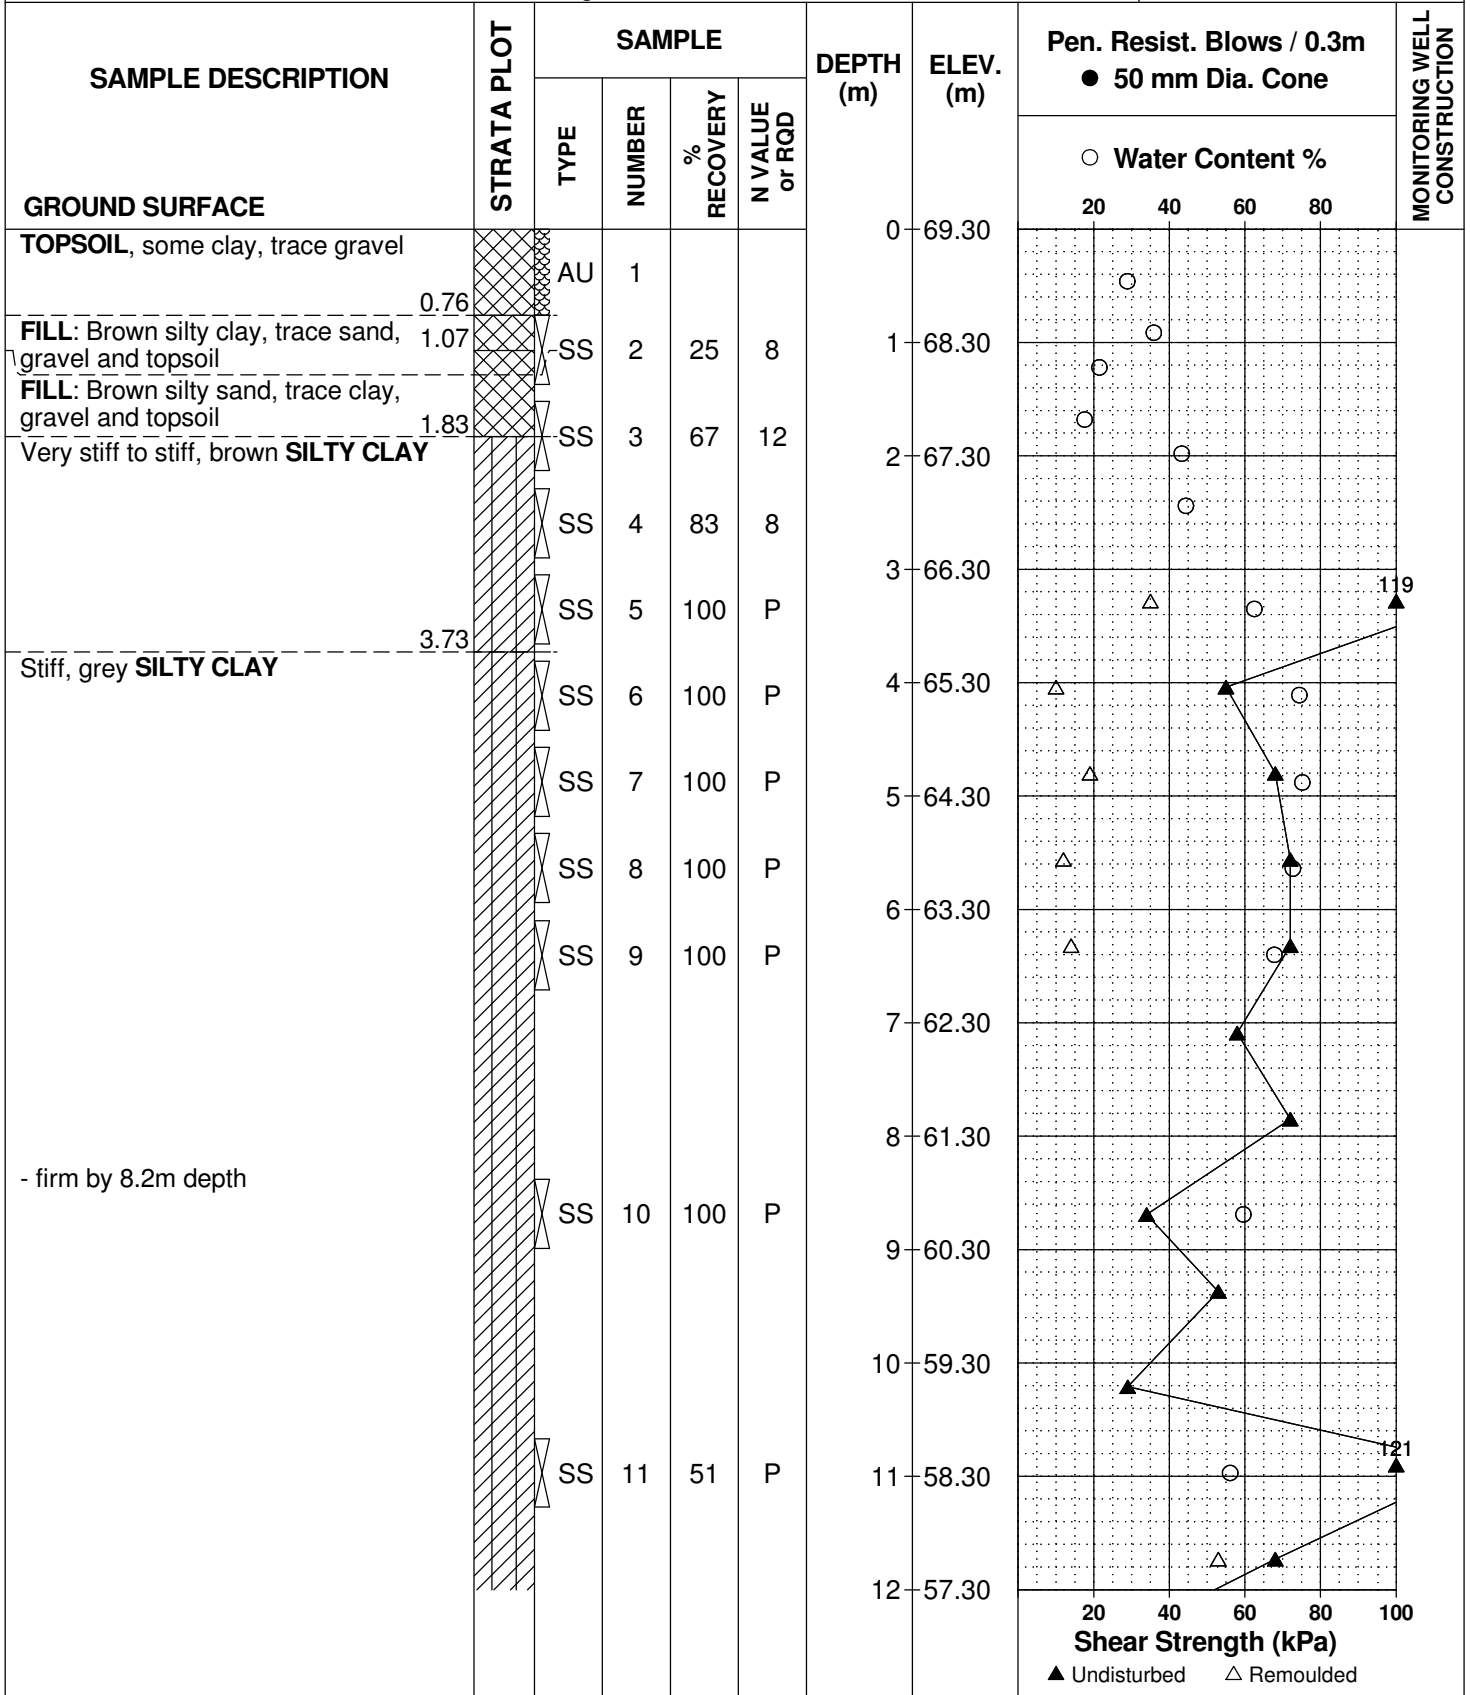 SAMPLE DESCRIPTION
GROUND SURFACE
STRATA PLOT
SAMPLE
TYPE
NUMBER
%
RECOVERY
N VALUE
or RQD
DEPTH
(m)
ELEV.
(m)
Pen. Resist. Blows / 0.3m
● 50 mm Dia. Cone
○ Water Content %
20 40 60 80
MONITORING WELL
CONSTRUCTION
TOPSOIL, some clay, trace gravel
0.76
FILL: Brown silty clay, trace sand,
gravel and topsoil
1.07
FILL: Brown silty sand, trace clay,
gravel and topsoil
1.83
Very stiff to stiff, brown SILTY CLAY
3.73
Stiff, grey SILTY CLAY
- firm by 8.2m depth
AU 1
SS 2 25 8
SS 3 67 12
SS 4 83 8
SS 5 100 P
SS 6 100 P
SS 7 100 P
SS 8 100 P
SS 9 100 P
SS 10 100 P
SS 11 51 P
0 69.30
1 68.30
2 67.30
3 66.30
4 65.30
5 64.30
6 63.30
7 62.30
8 61.30
9 60.30
10 59.30
11 58.30
12 57.30
119
121
20 40 60 80 100
Shear Strength (kPa)
▲ Undisturbed △ Remoulded